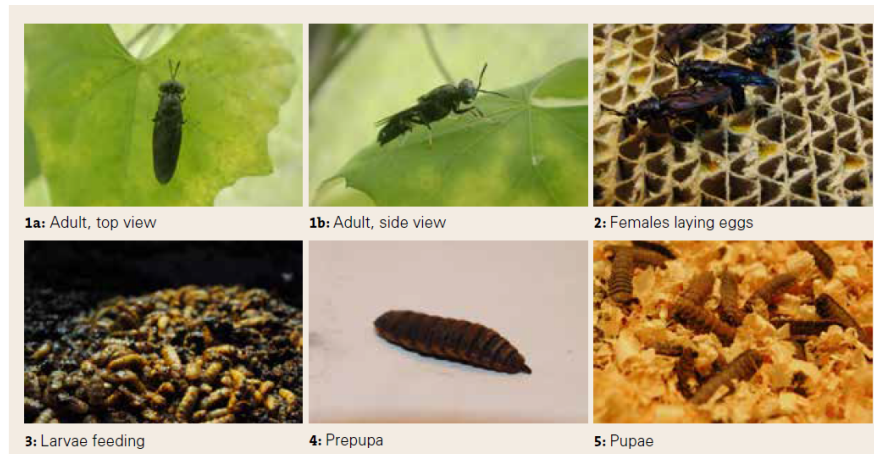 1a: Adult, top view
1b: Adult, side view
2: Females laying eggs
3: Larvae feeding
4: Prepupa
5: Pupae